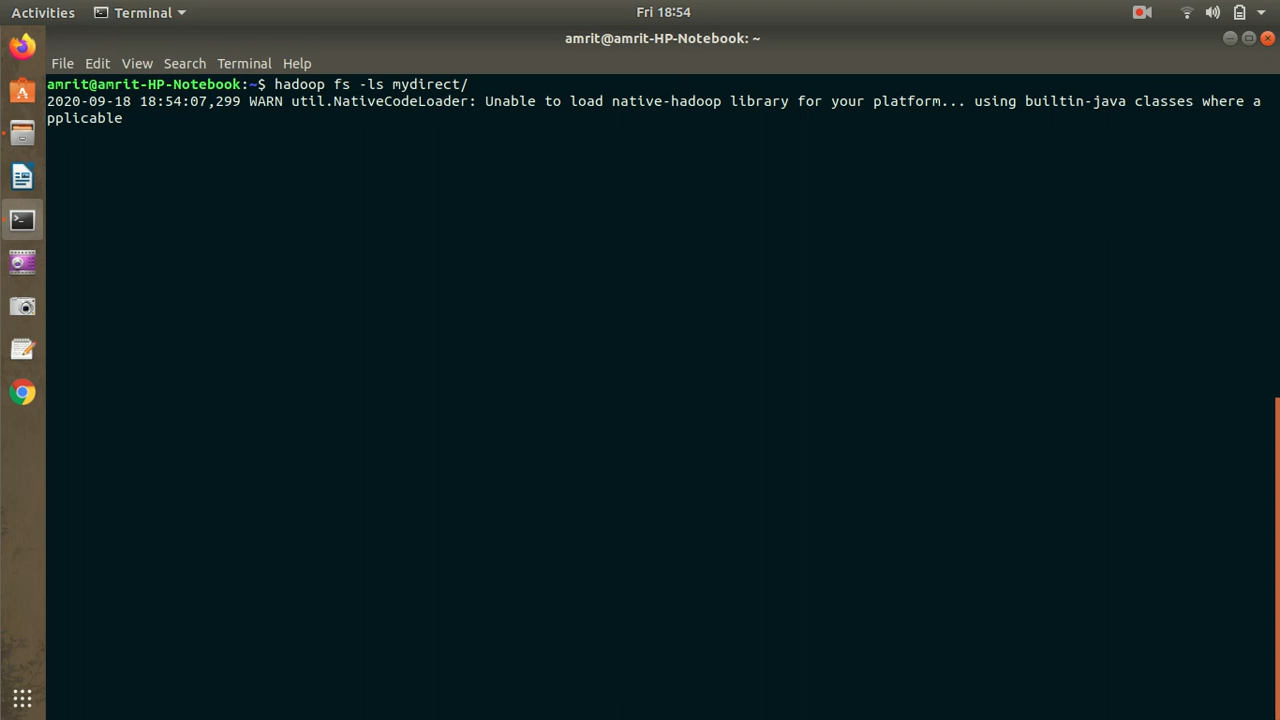 Activities Terminal Fri 18:54
amrit@amrit-HP-Notebook: ~
File Edit View Search Terminal Help
amrit@amrit-HP-Notebook:~$ hadoop fs -ls mydirect/
2020-09-18 18:54:07,299 WARN util.NativeCodeLoader: Unable to load native-hadoop library for your platform... using builtin-java classes where a
pplicable